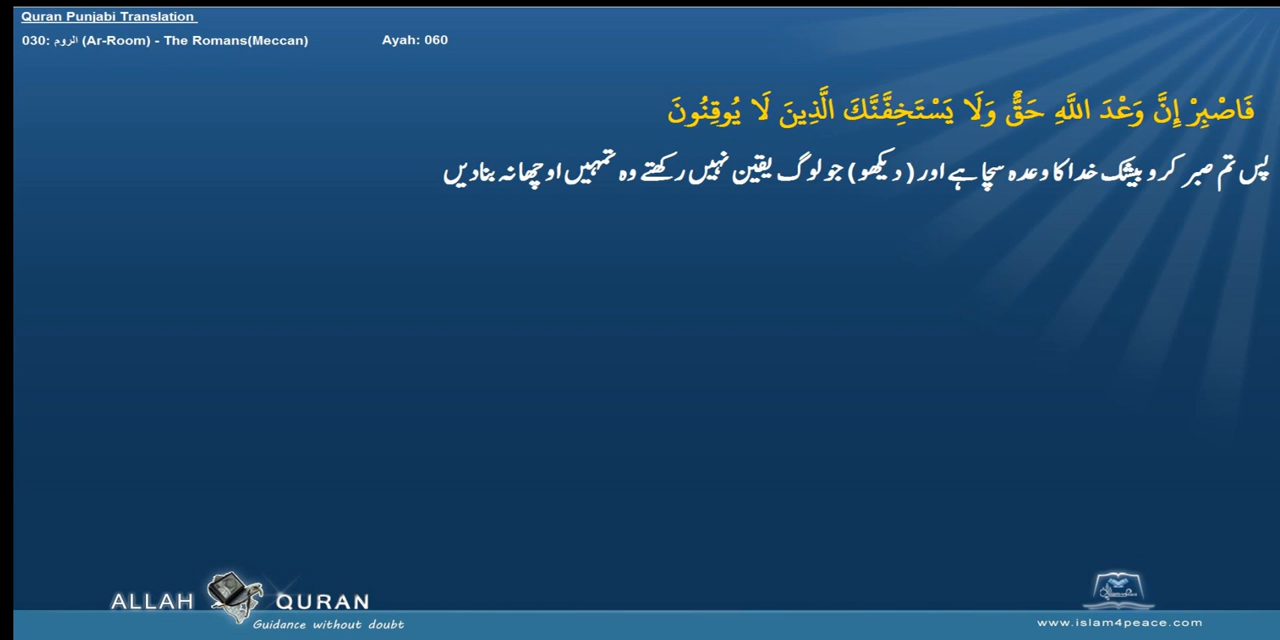 Quran Punjabi Translation
030: الروم (Ar-Room) - The Romans(Meccan) Ayah: 060
فَاصْبِرْ إِنَّ وَعْدَ اللَّهِ حَقٌّ وَلَا يَسْتَخِفَّنَّكَ الَّذِينَ لَا يُوقِنُونَ
پس تم صبر کرو بیشک خدا کا وعدہ سچا ہے اور (دیکھو) جو لوگ یقین نہیں رکھتے وہ تمہیں اوچھا نہ بنادیں
ALLAH QURAN
Guidance without doubt
www.islam4peace.com